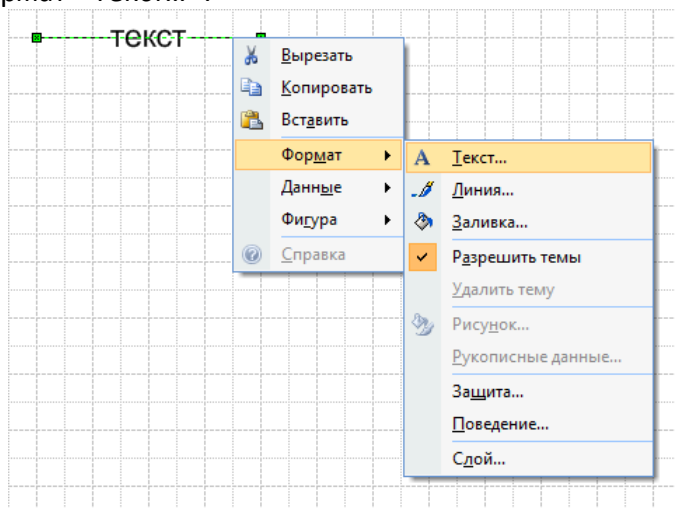 текст
Вырезать
Копировать
Вставить
Формат
Данные
Фигура
Справка
Текст...
Линия...
Заливка...
Разрешить темы
Удалить тему
Рисунок...
Рукописные данные...
Защита...
Поведение...
Слой...